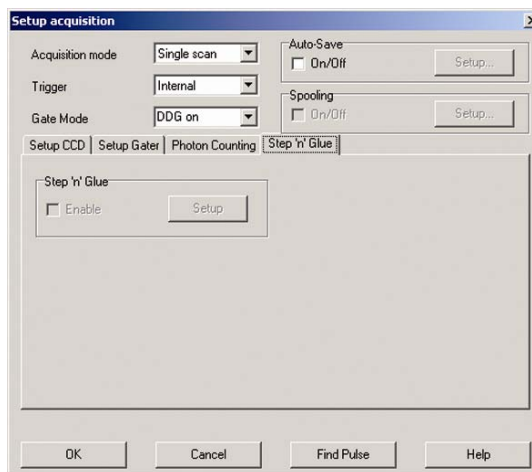 Setup acquisition
Acquisition mode Single scan
Trigger Internal
Gate Mode DDG on
Auto-Save
On/Off Setup...
Spooling
On/Off Setup...
Setup CCD Setup Gater Photon Counting Step 'n' Glue
Step 'n' Glue
Enable Setup
OK Cancel Find Pulse Help